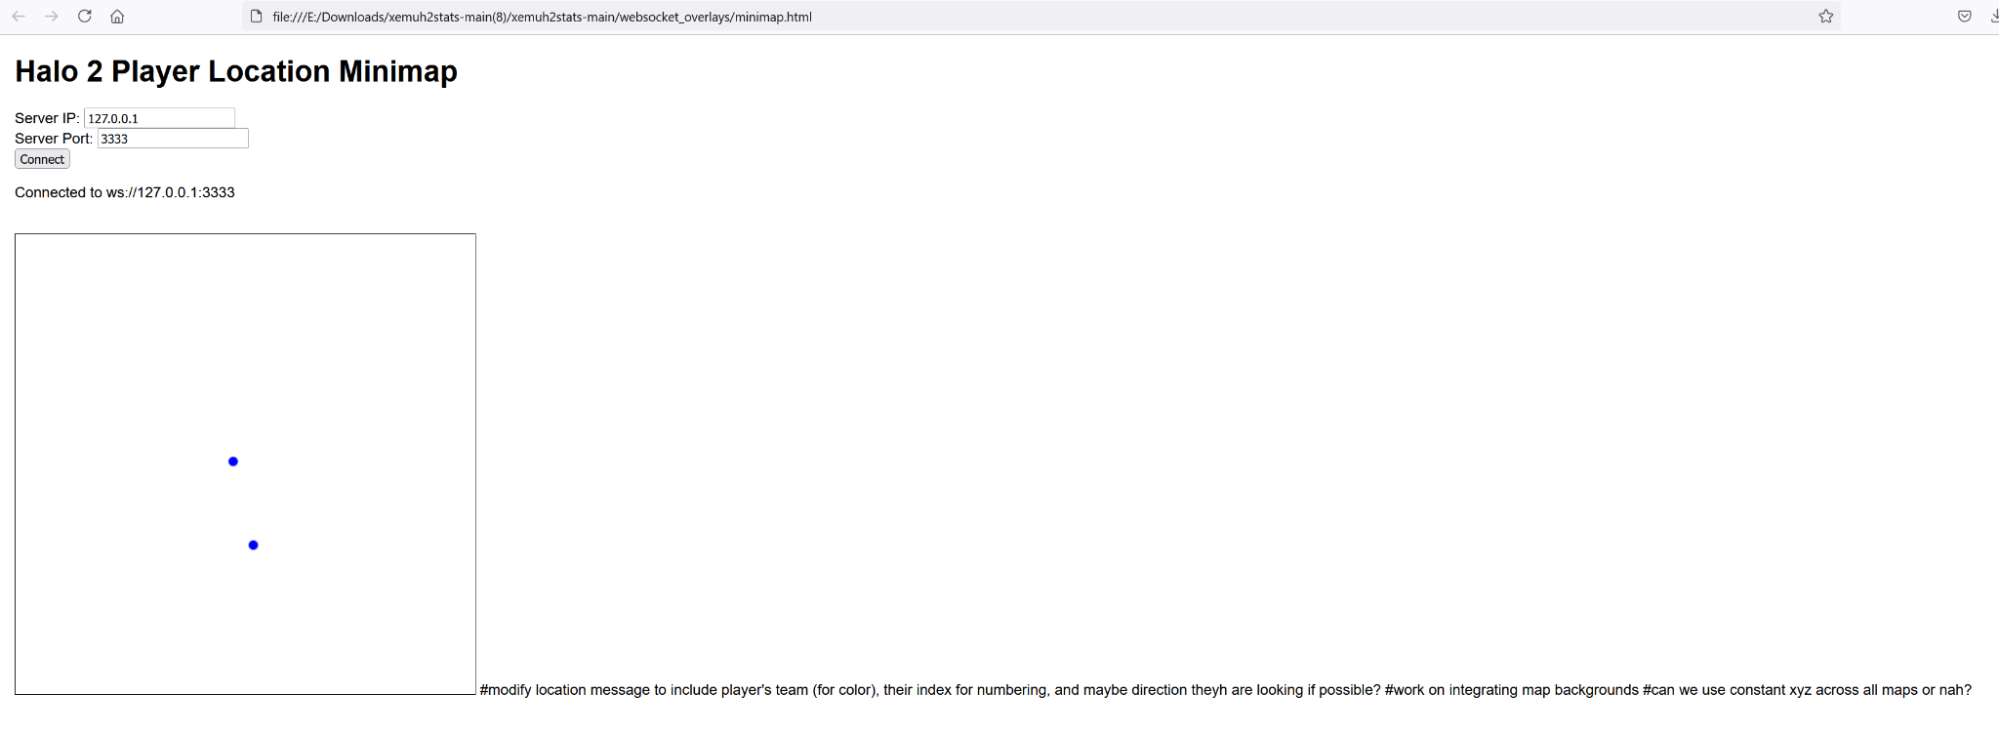 file:///E:/Downloads/xemuh2stats-main(8)/xemuh2stats-main/websocket_overlays/minimap.html
Halo 2 Player Location Minimap
Server IP: 127.0.0.1
Server Port: 3333
Connect
Connected to ws://127.0.0.1:3333
#modify location message to include player's team (for color), their index for numbering, and maybe direction theyh are looking if possible? #work on integrating map backgrounds #can we use constant xyz across all maps or nah?